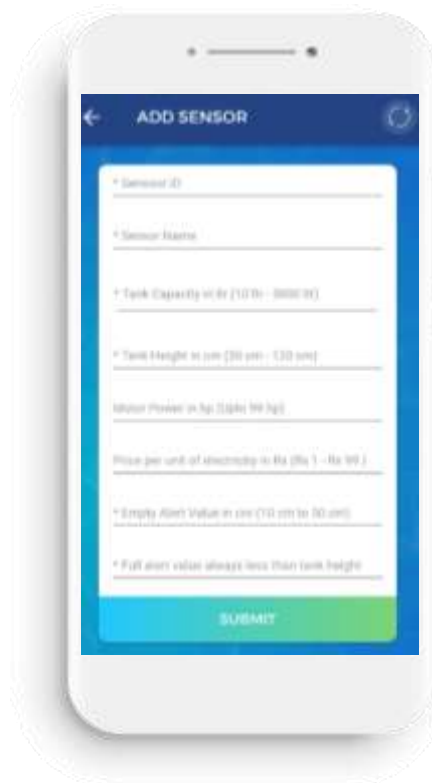 ADD SENSOR
* Sensor ID
* Sensor Name
* Tank Capacity in ltr (10 ltr - ltr)
* Tank Height in cm (50 cm - 120 cm)
Motor Power in hp (Upto 99 hp)
Price per unit of electricity in Rs (Rs 1 - Rs 99 )
* Empty Alert Value in cm (10 cm to 50 cm)
* Full alert value always less than tank height
SUBMIT